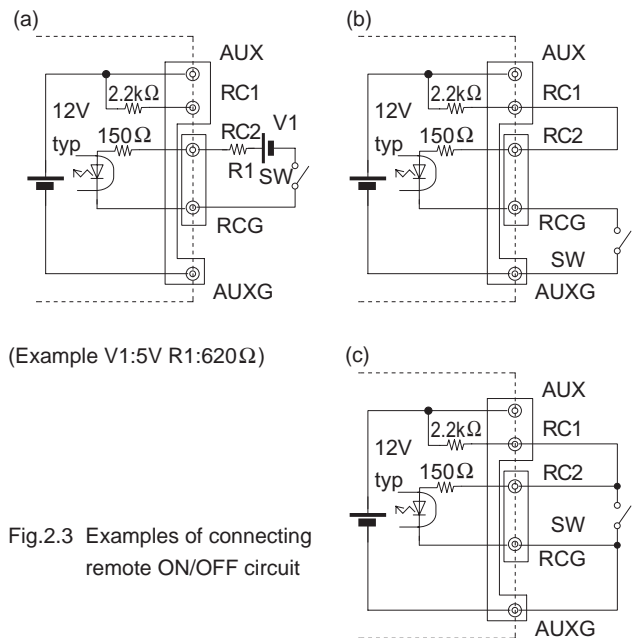 (a)
AUX
2.2kΩ
RC1
12V
V1
typ
150Ω
RC2
R1
SW
RCG
AUXG
(b)
AUX
2.2kΩ
RC1
12V
typ
150Ω
RC2
RCG
SW
AUXG
(Example V1:5V R1:620Ω)
(c)
AUX
2.2kΩ
RC1
12V
typ
150Ω
RC2
SW
RCG
AUXG
Fig.2.3 Examples of connecting
remote ON/OFF circuit